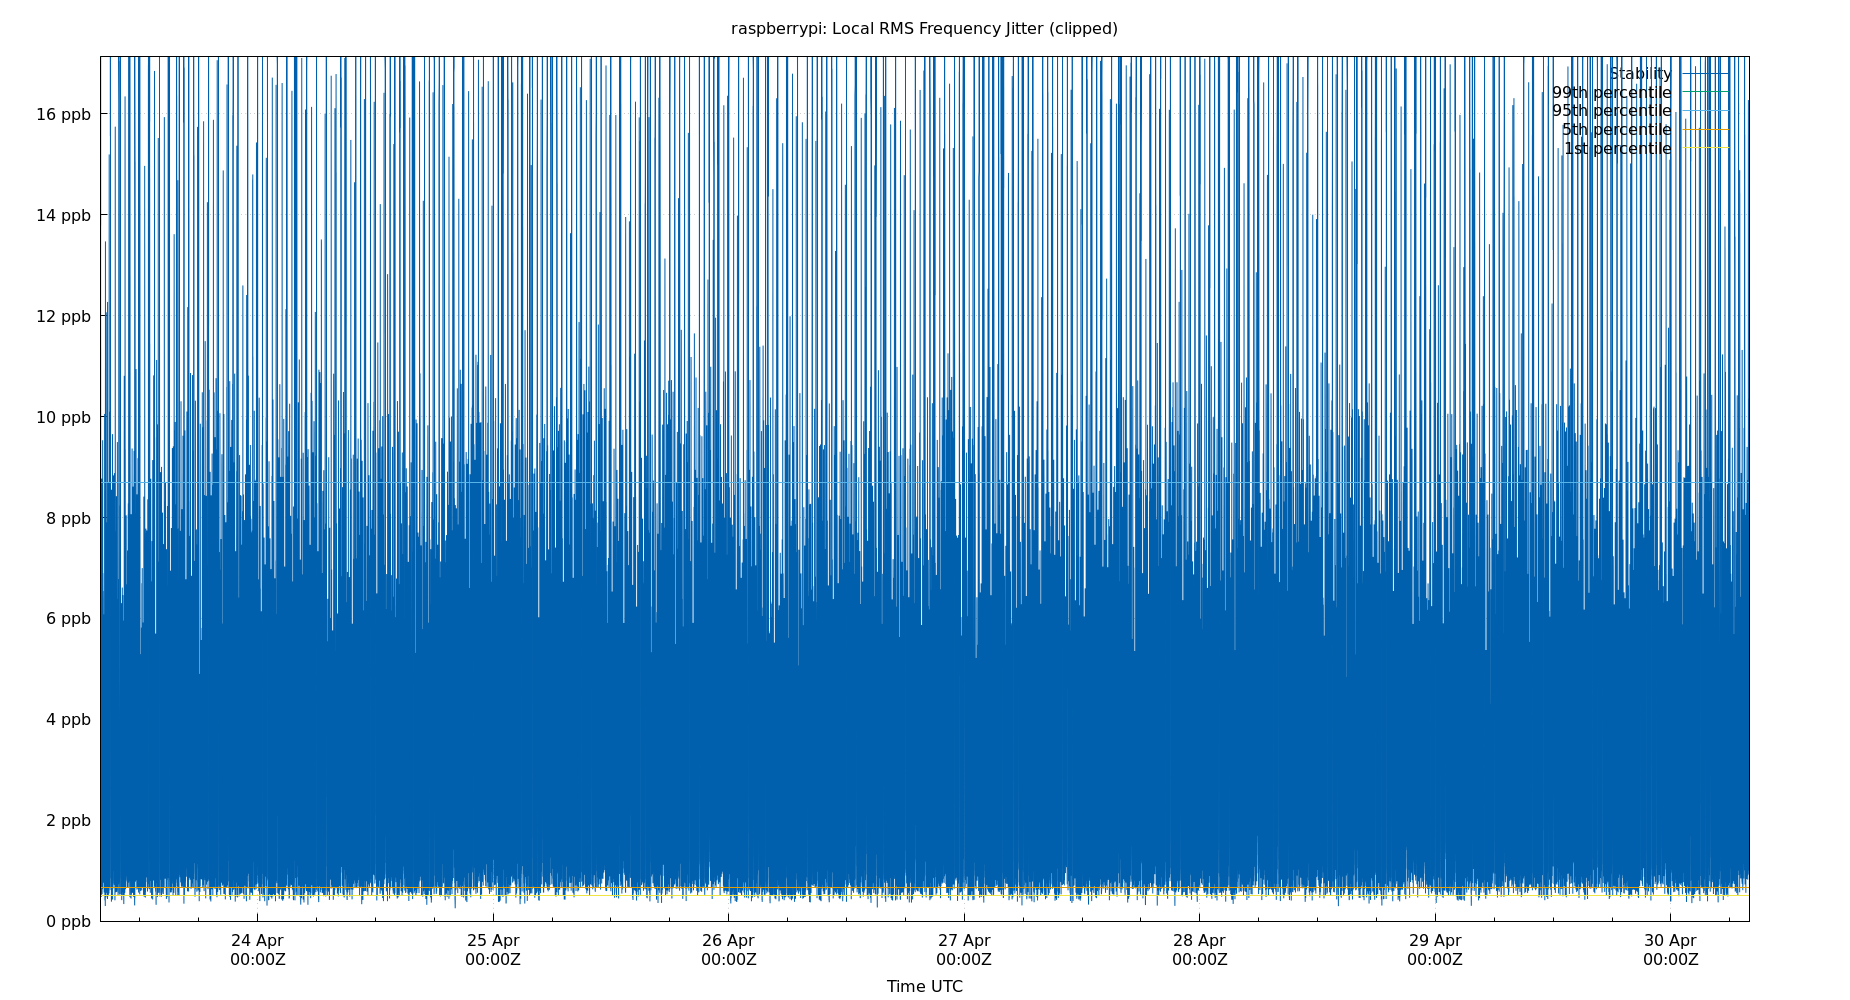 raspberrypi: Local RMS Frequency Jitter (clipped)
Stability
99th percentile
95th percentile
5th percentile
1st percentile
16 ppb
14 ppb
12 ppb
10 ppb
8 ppb
6 ppb
4 ppb
2 ppb
0 ppb
24 Apr 25 Apr 26 Apr 27 Apr 28 Apr 29 Apr 30 Apr
00:00Z 00:00Z 00:00Z 00:00Z 00:00Z 00:00Z 00:00Z
Time UTC